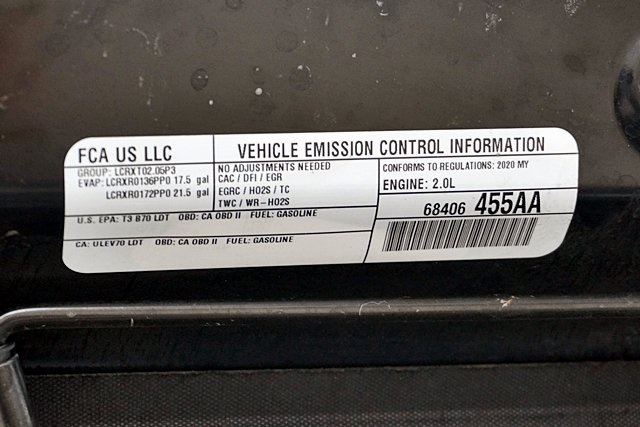 FCA US LLC
VEHICLE EMISSION CONTROL INFORMATION
GROUP: LCRXT02.05P3
EVAP: LCRXR0136PP0 17.5 gal
LCRXR0172PP0 21.5 gal
NO ADJUSTMENTS NEEDED
CAC / DFI / EGR
EGRC / HO2S / TC
TWC / WR-HO2S
CONFORMS TO REGULATIONS: 2020 MY
ENGINE: 2.0L
68406 455AA
U.S. EPA: T3 B70 LDT OBD: CA OBD II FUEL: GASOLINE
CA: ULEV70 LDT OBD: CA OBD II FUEL: GASOLINE